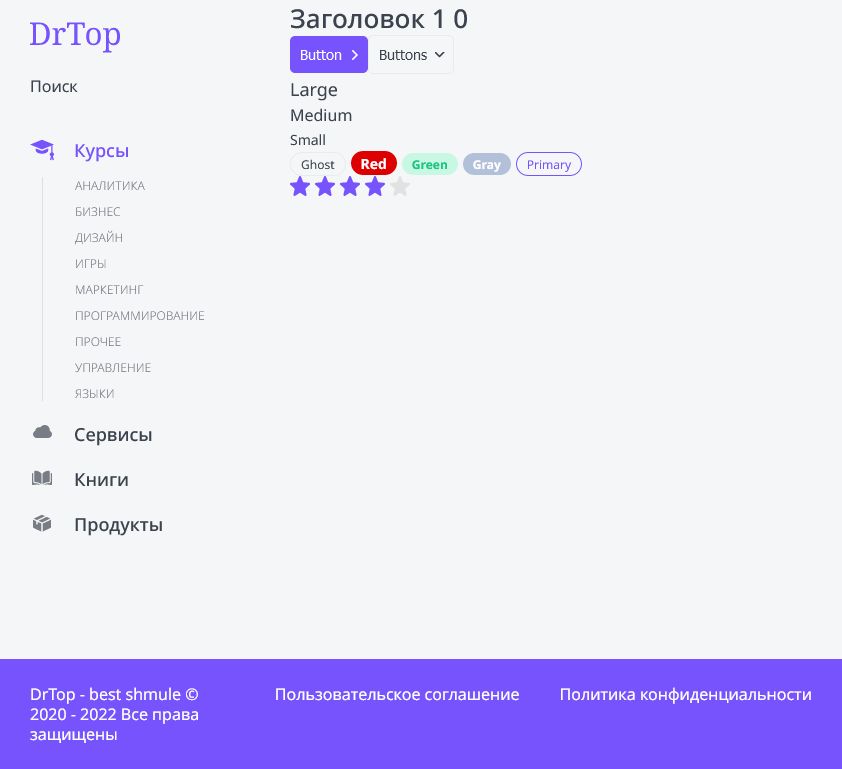 DrTop
Поиск
Курсы
АНАЛИТИКА
БИЗНЕС
ДИЗАЙН
ИГРЫ
МАРКЕТИНГ
ПРОГРАММИРОВАНИЕ
ПРОЧЕЕ
УПРАВЛЕНИЕ
ЯЗЫКИ
Сервисы
Книги
Продукты
Заголовок 1 0
Button Buttons
Large
Medium
Small
Ghost Red Green Gray Primary
DrTop - best shmule ©
2020 - 2022 Все права
защищены
Пользовательское соглашение
Политика конфиденциальности